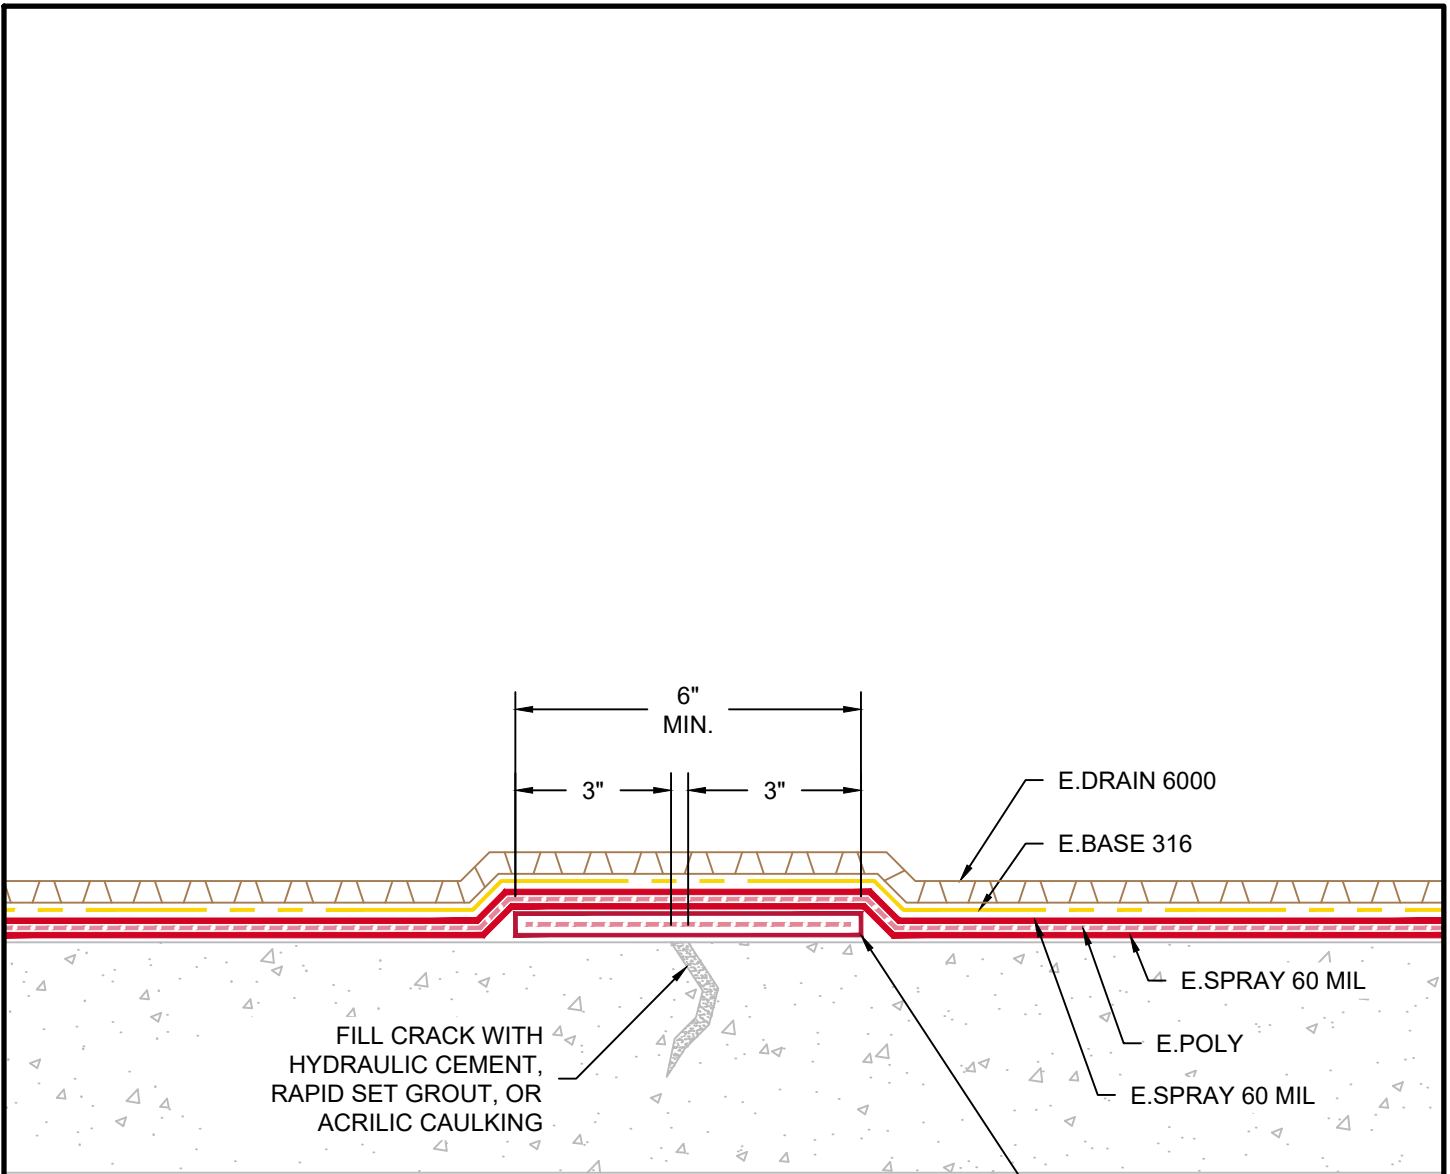 6"
MIN.
3"
3"
E.DRAIN 6000
E.BASE 316
E.SPRAY 60 MIL
E.POLY
E.SPRAY 60 MIL
FILL CRACK WITH
HYDRAULIC CEMENT,
RAPID SET GROUT, OR
ACRILIC CAULKING